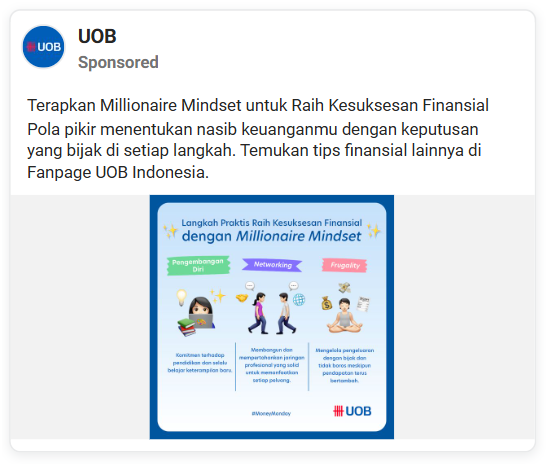 UOB
UOB
Sponsored
Terapkan Millionaire Mindset untuk Raih Kesuksesan Finansial
Pola pikir menentukan nasib keuanganmu dengan keputusan
yang bijak di setiap langkah. Temukan tips finansial lainnya di
Fanpage UOB Indonesia.
Langkah Praktis Raih Kesuksesan Finansial
dengan Millionaire Mindset
Pengembangan
Diri
Networking
Frugality
Komitmen terhadap
pendidikan dan selalu
belajar keterampilan baru.
Membangun dan
mempertahankan jaringan
profesional yang solid
untuk memanfaatkan
setiap peluang.
Mengelola pengeluaran
dengan bijak dan
tidak boros meskipun
pendapatan terus
bertambah.
#MoneyMonday
UOB